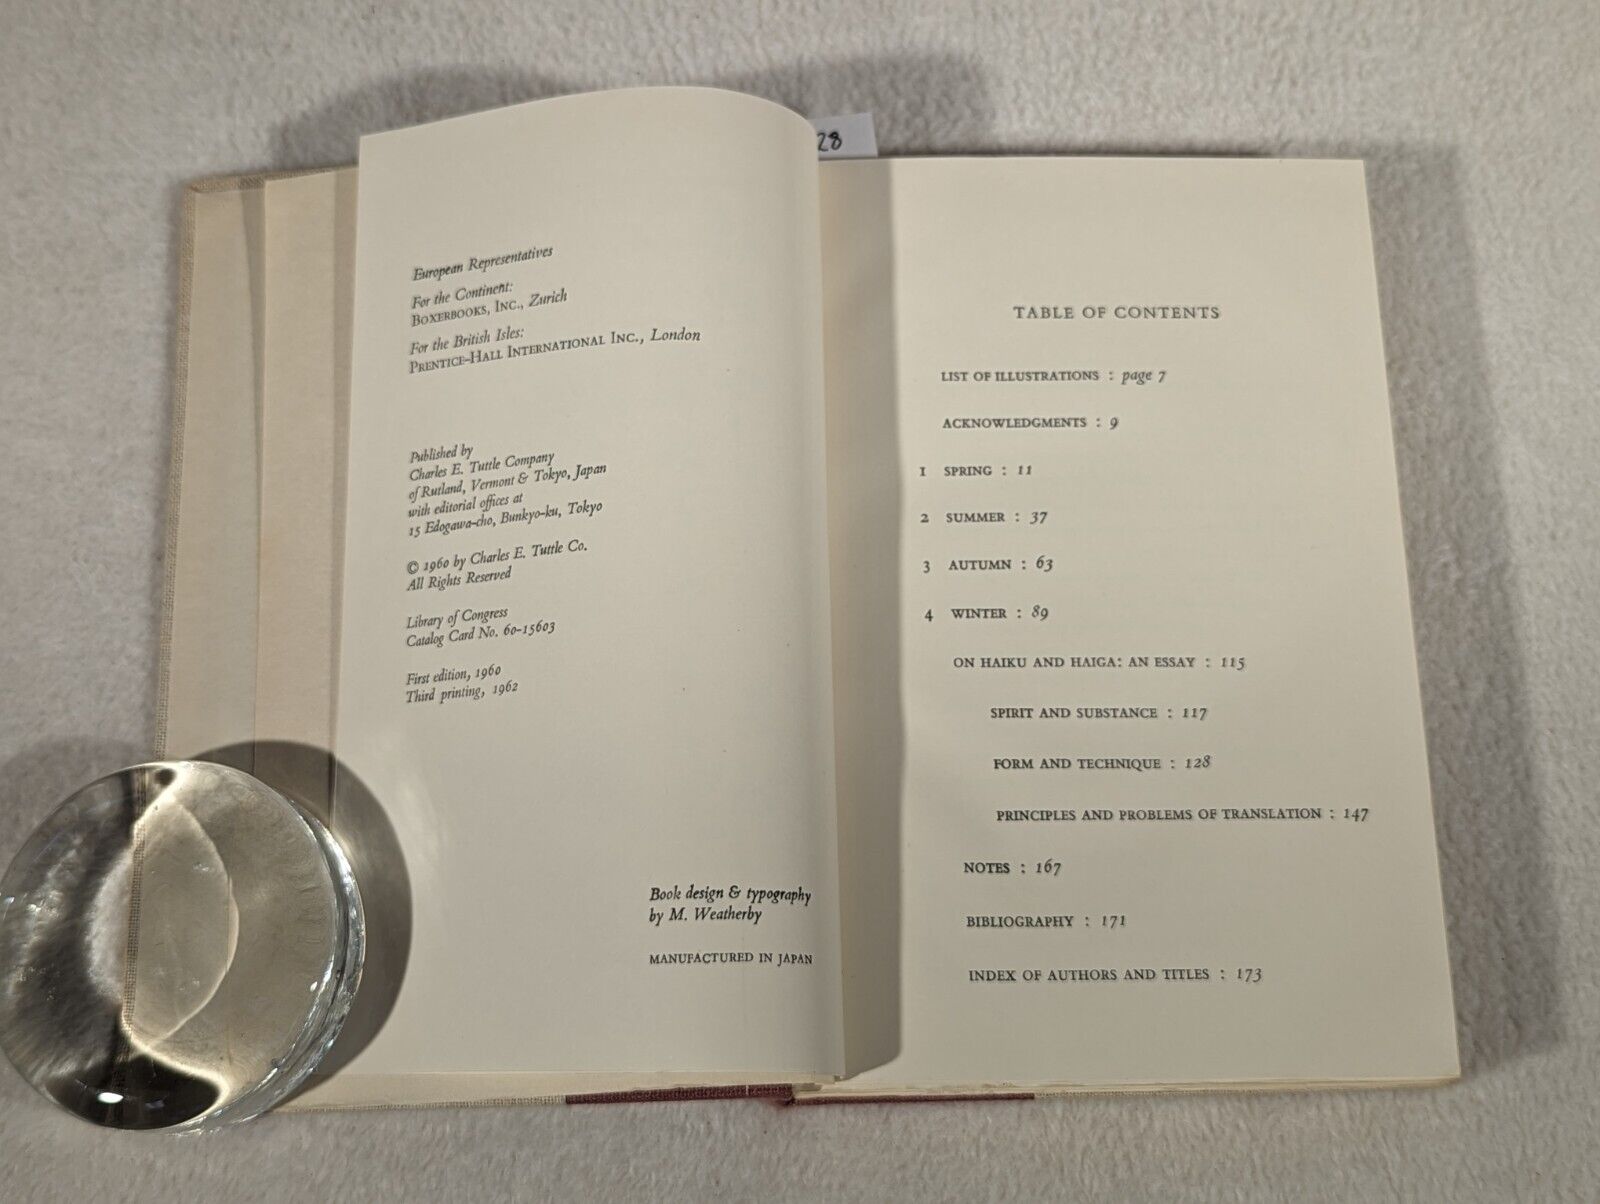 28
European Representatives
For the Continent:
BOXERBOOKS, INC., Zurich
For the British Isles:
PRENTICE-HALL INTERNATIONAL INC., London
Published by
Charles E. Tuttle Company
of Rutland, Vermont & Tokyo, Japan
with editorial offices at
15 Edogawa-cho, Bunkyo-ku, Tokyo
© 1960 by Charles E. Tuttle Co.
All Rights Reserved
Library of Congress
Catalog Card No. 60-15603
First edition, 1960
Third printing, 1962
Book design & typography
by M. Weatherby
MANUFACTURED IN JAPAN
TABLE OF CONTENTS
LIST OF ILLUSTRATIONS : page 7
ACKNOWLEDGMENTS : 9
1 SPRING : 11
2 SUMMER : 37
3 AUTUMN : 63
4 WINTER : 89
ON HAIKU AND HAIGA: AN ESSAY : 115
SPIRIT AND SUBSTANCE : 117
FORM AND TECHNIQUE : 128
PRINCIPLES AND PROBLEMS OF TRANSLATION : 147
NOTES : 167
BIBLIOGRAPHY : 171
INDEX OF AUTHORS AND TITLES : 173